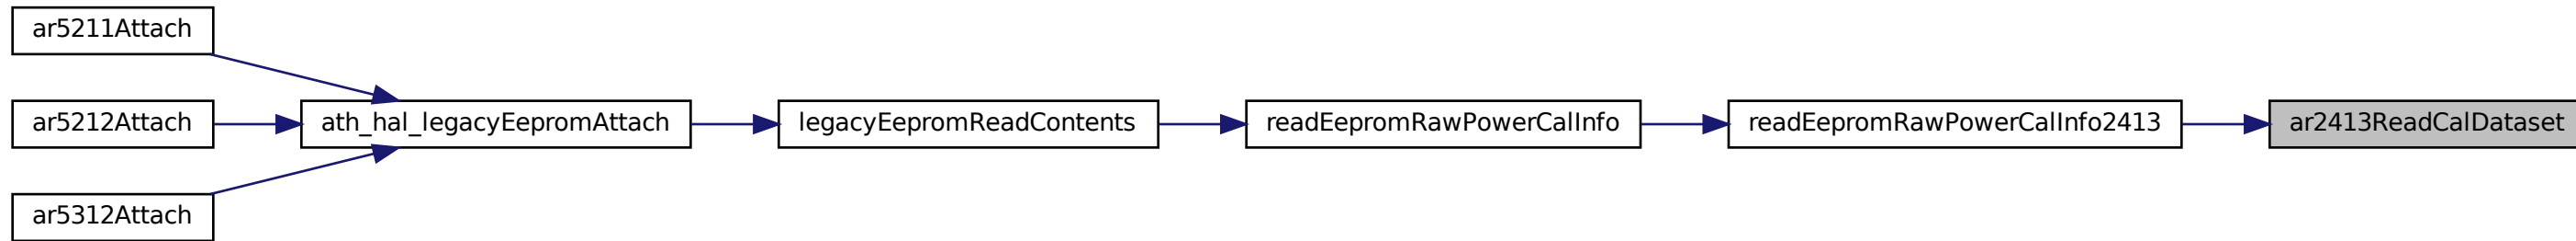 ar5211Attach
ar5212Attach
ar5312Attach
ath_hal_legacyEepromAttach
legacyEepromReadContents
readEepromRawPowerCalInfo
readEepromRawPowerCalInfo2413
ar2413ReadCalDataset